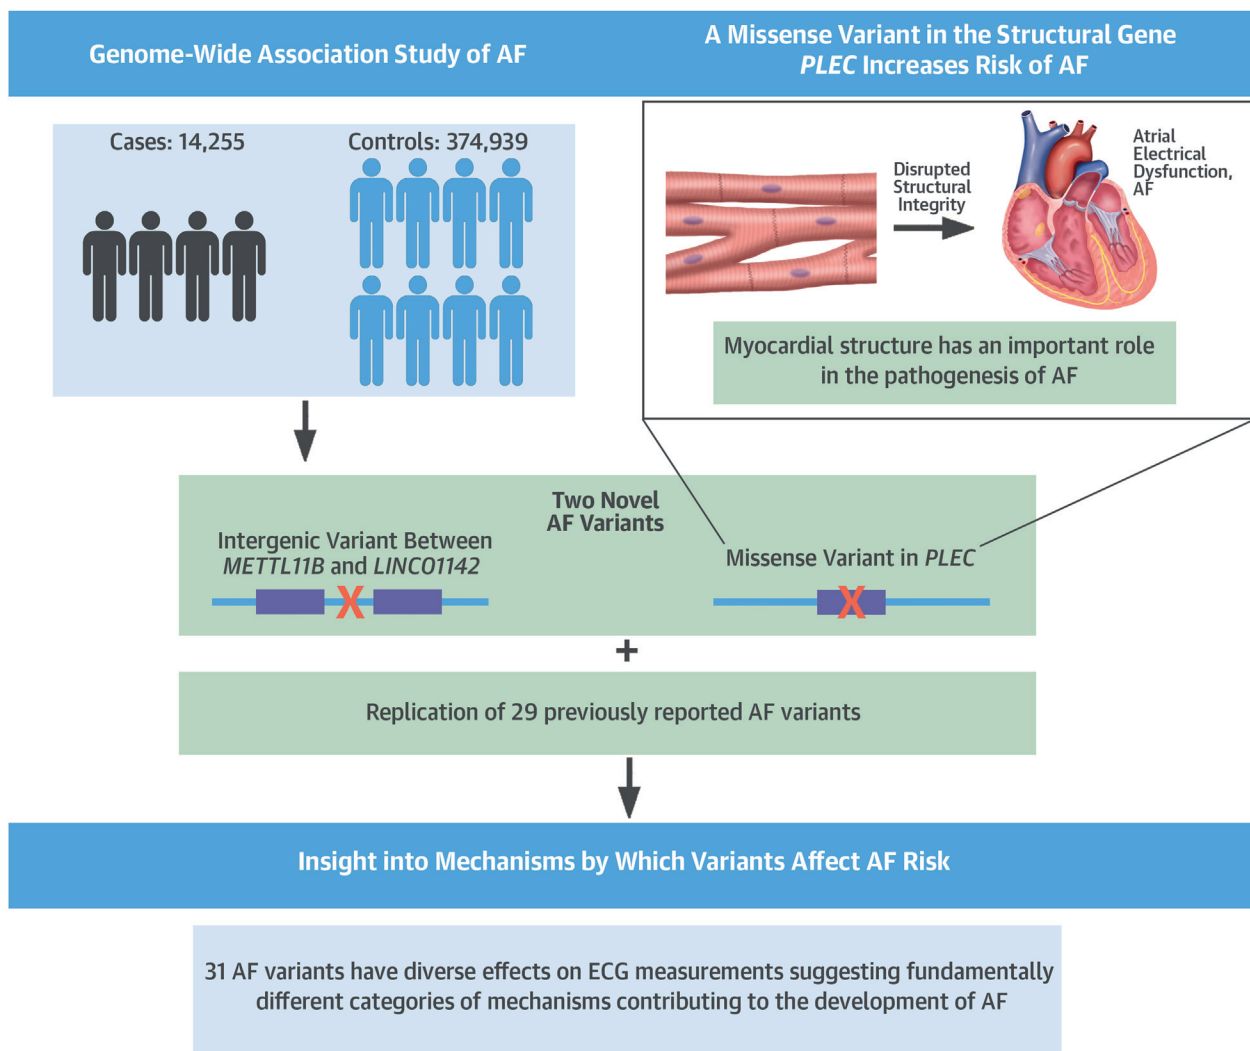 Genome-Wide Association Study of AF
A Missense Variant in the Structural Gene
PLEC Increases Risk of AF
Cases: 14,255
Controls: 374,939
Disrupted
Structural
Integrity
Atrial
Electrical
Dysfunction,
AF
Myocardial structure has an important role
in the pathogenesis of AF
Two Novel
AF Variants
Intergenic Variant Between
METTL11B and LINCO1142
Missense Variant in PLEC
X
X
+
Replication of 29 previously reported AF variants
Insight into Mechanisms by Which Variants Affect AF Risk
31 AF variants have diverse effects on ECG measurements suggesting fundamentally
different categories of mechanisms contributing to the development of AF